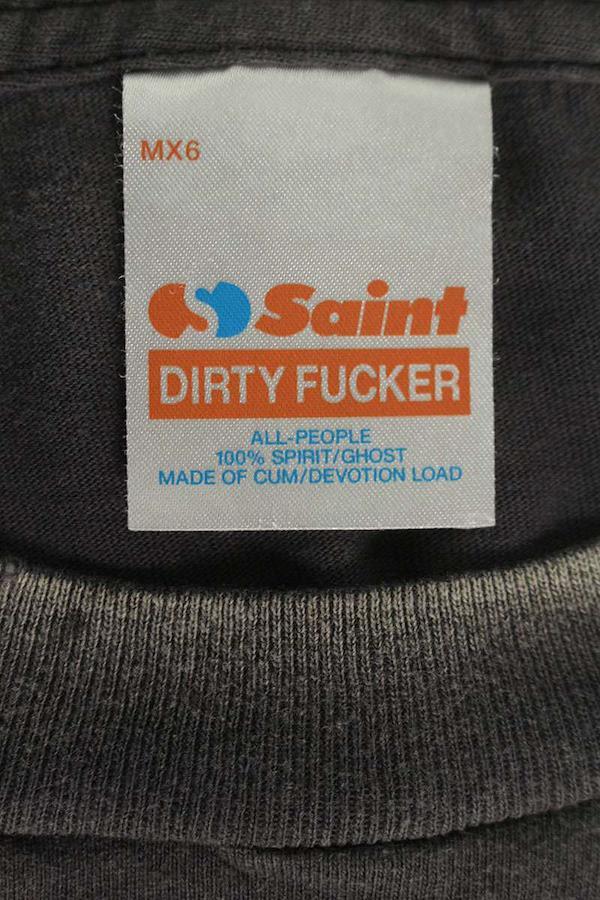 MX6
Saint
DIRTY FUCKER
ALL-PEOPLE
100% SPIRIT/GHOST
MADE OF CUM/DEVOTION LOAD